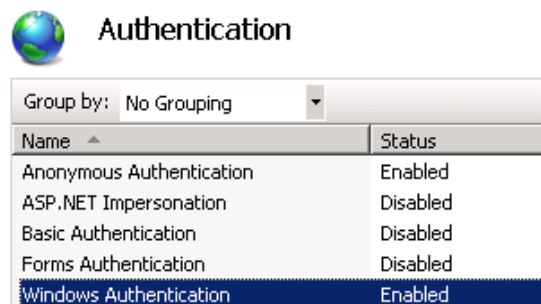 Authentication
Group by: No Grouping
Name Status
Anonymous Authentication Enabled
ASP.NET Impersonation Disabled
Basic Authentication Disabled
Forms Authentication Disabled
Windows Authentication Enabled